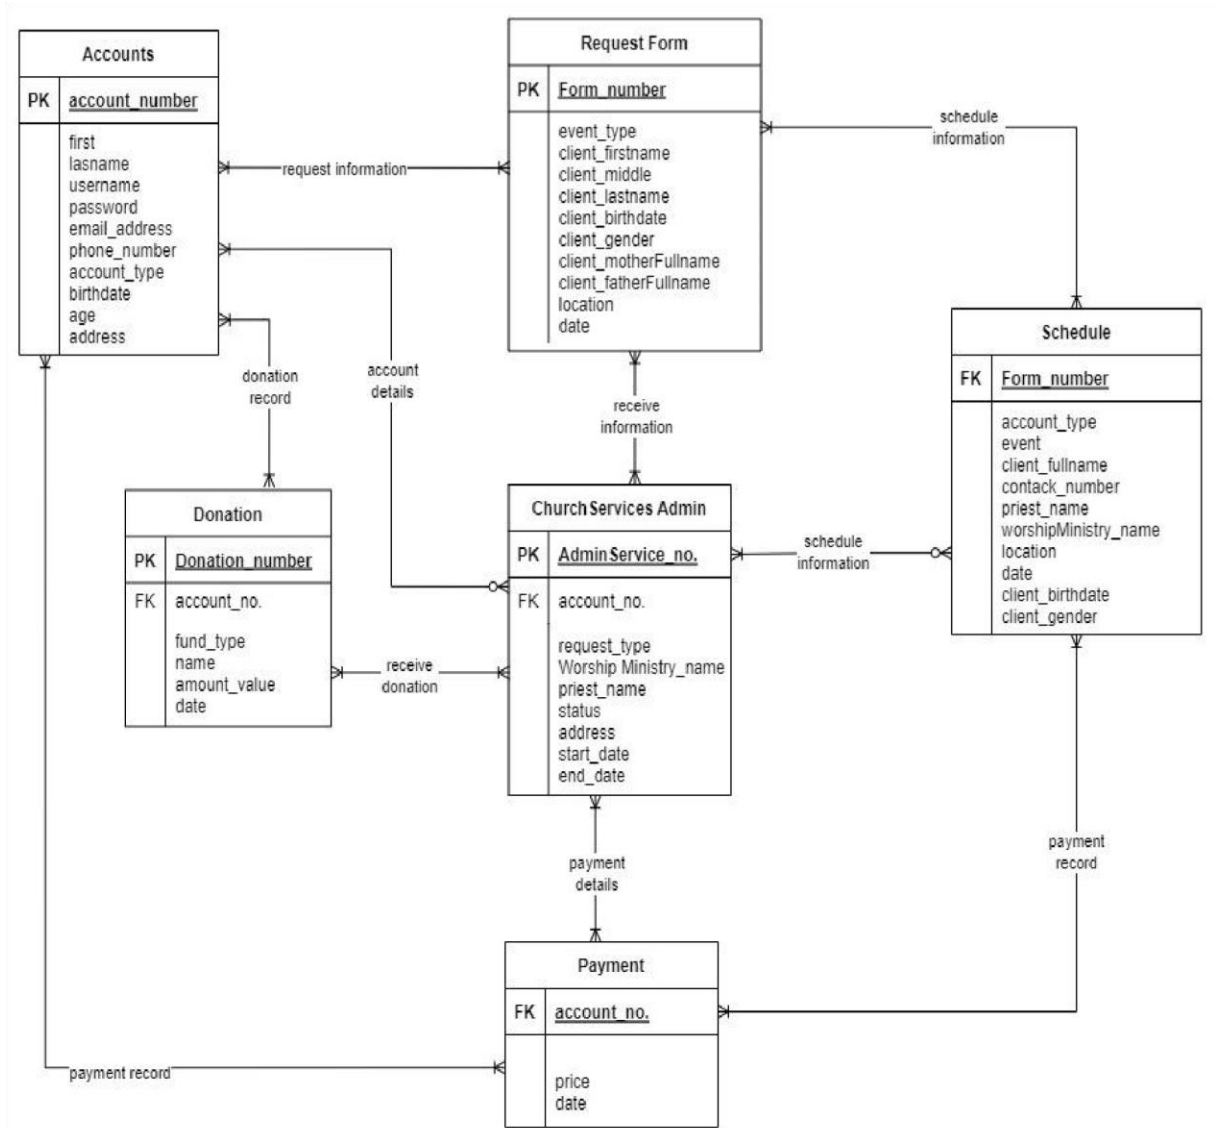 Accounts
PK account_number
first
lasname
username
password
email_address
phone_number
account_type
birthdate
age
address
Request Form
PK Form_number
event_type
client_firstname
client_middle
client_lastname
client_birthdate
client_gender
client_motherFullname
client_fatherFullname
location
date
schedule
information
request information
Schedule
FK Form_number
account_type
event
client_fullname
contack_number
priest_name
worshipMinistry_name
location
date
client_birthdate
client_gender
donation
record
account
details
receive
information
Donation
PK Donation_number
FK account_no.
fund_type
name
amount_value
date
Church Services Admin
PK AdminService_no.
FK account_no.
request_type
Worship Ministry_name
priest_name
status
address
start_date
end_date
schedule
information
receive
donation
payment
details
payment
record
Payment
FK account_no.
price
date
payment record